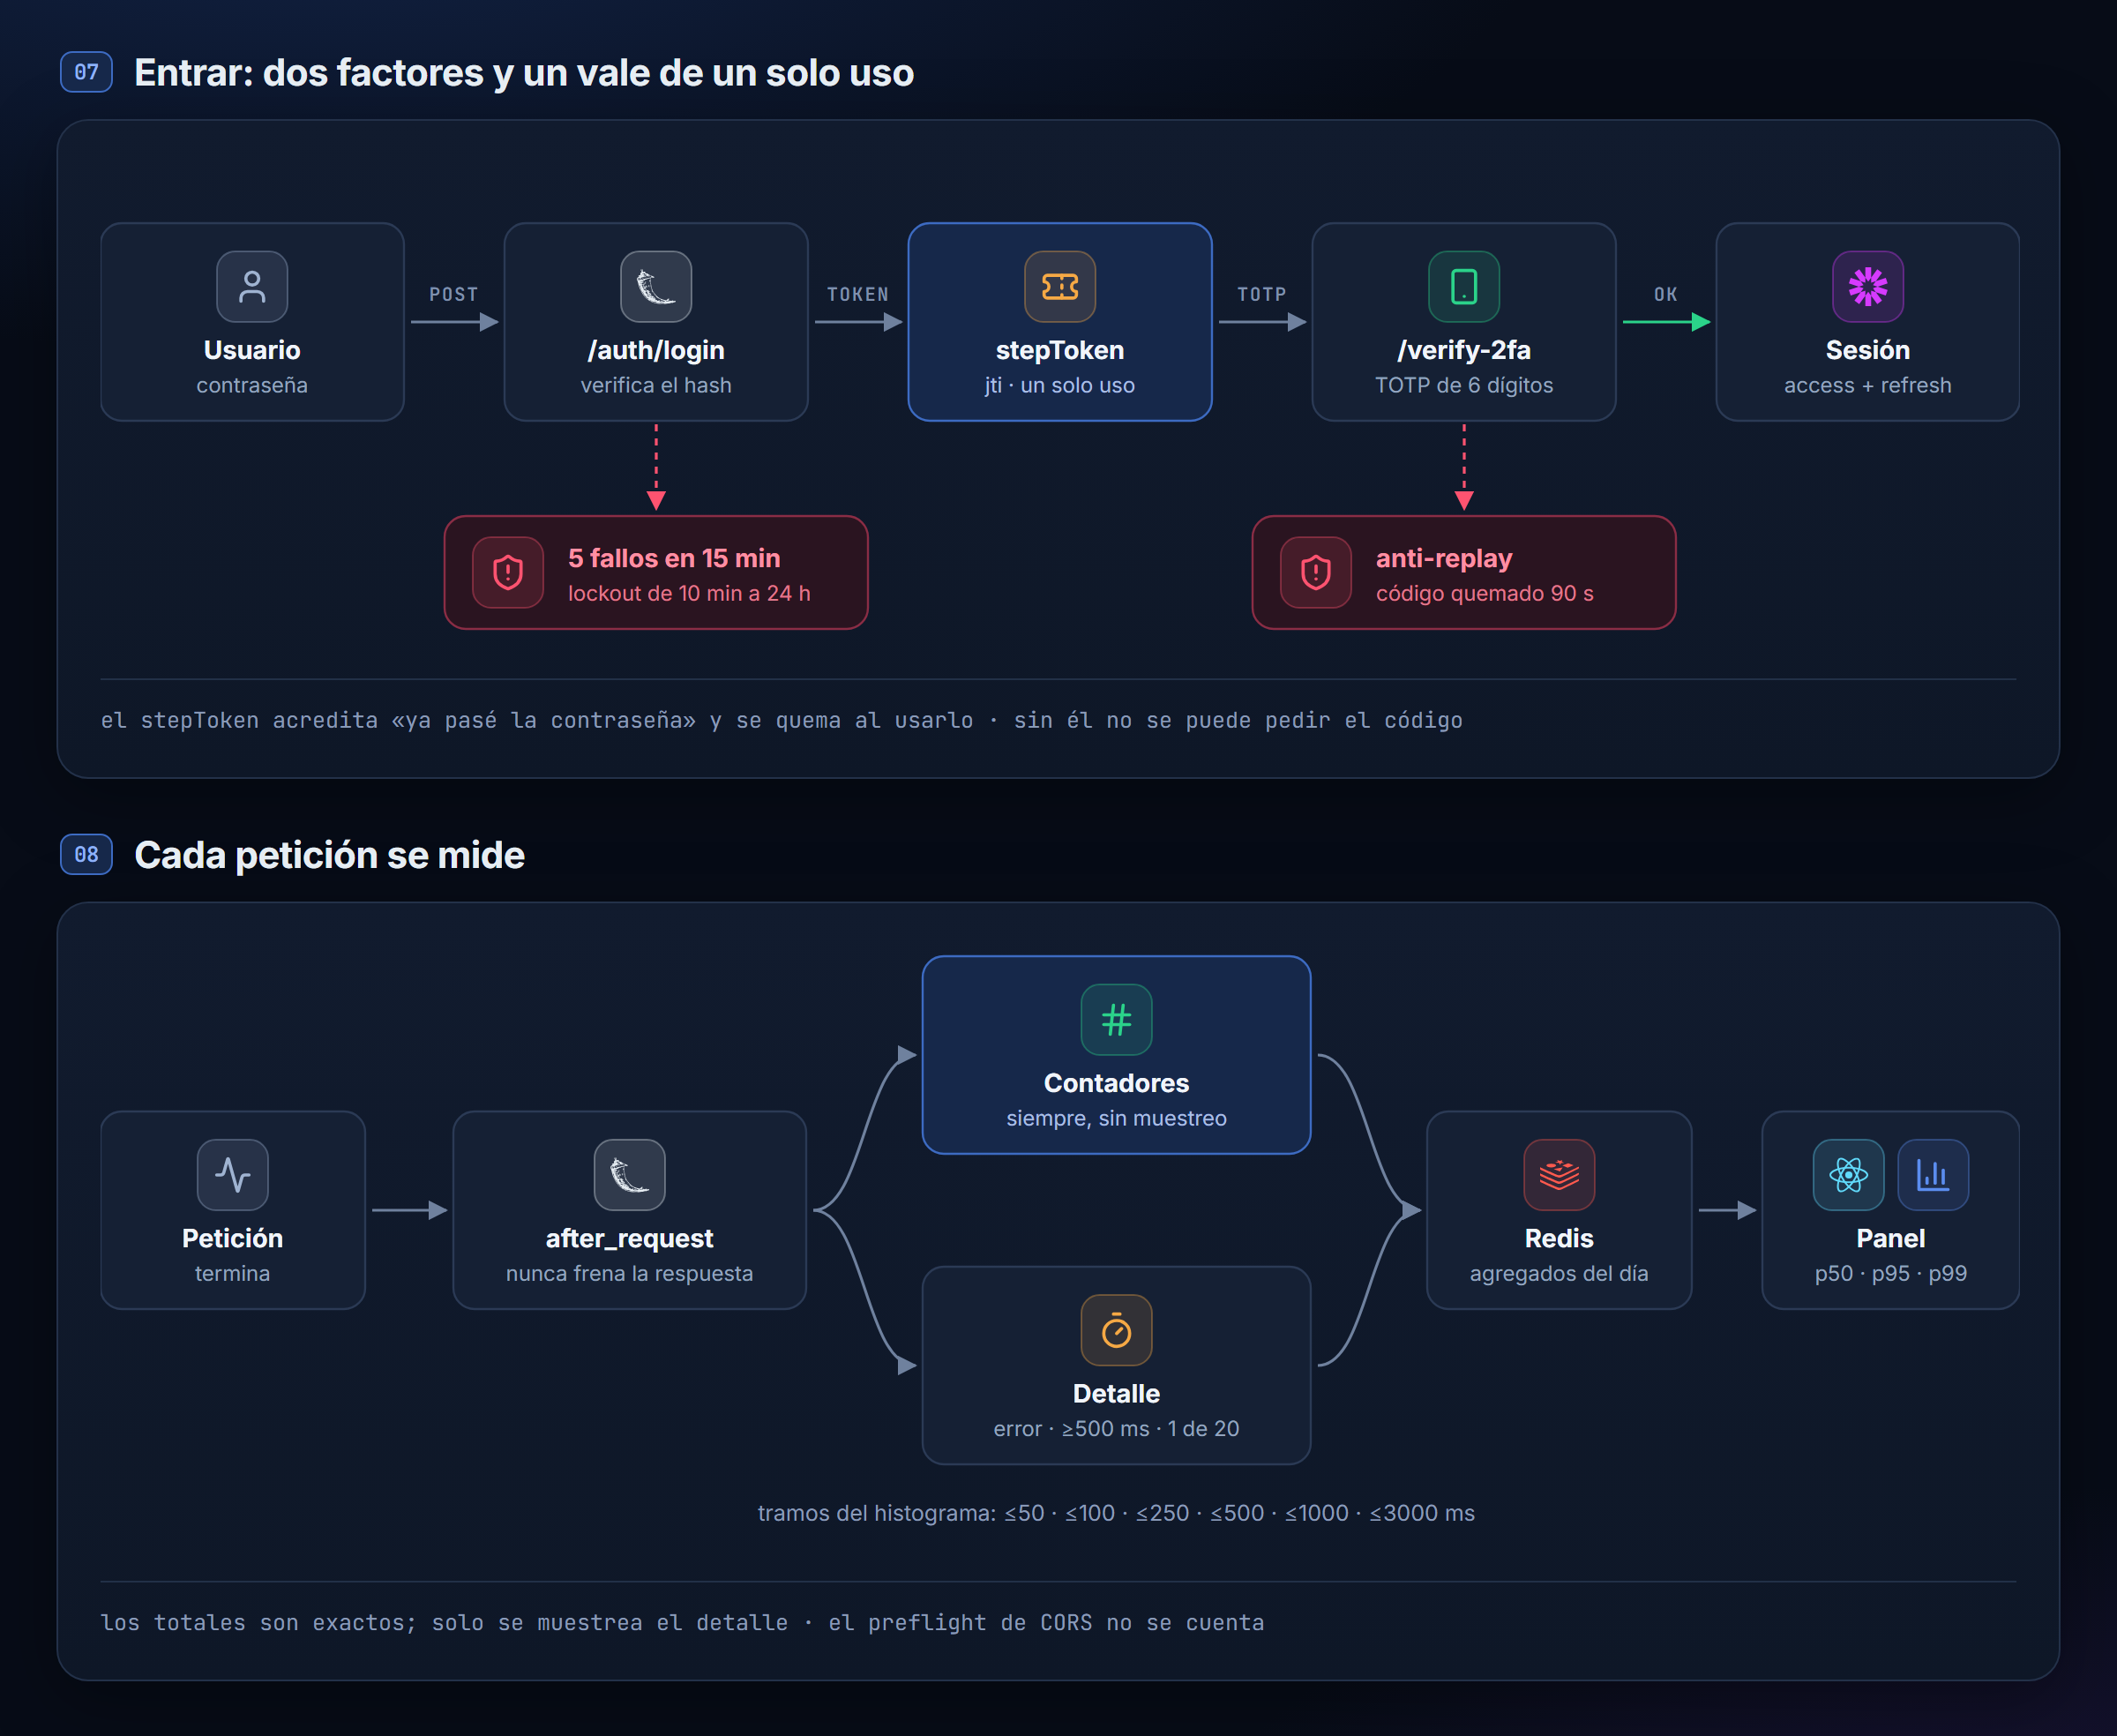 07
Entrar: dos factores y un vale de un solo uso
Usuario
contraseña
POST
/auth/login
verifica el hash
TOKEN
stepToken
jti · un solo uso
TOTP
/verify-2fa
TOTP de 6 dígitos
OK
Sesión
access + refresh
5 fallos en 15 min
lockout de 10 min a 24 h
anti-replay
código quemado 90 s
el stepToken acredita «ya pasé la contraseña» y se quema al usarlo · sin él no se puede pedir el código
08
Cada petición se mide
Petición
termina
after_request
nunca frena la respuesta
Contadores
siempre, sin muestreo
Detalle
error · ≥500 ms · 1 de 20
Redis
agregados del día
Panel
p50 · p95 · p99
tramos del histograma: ≤50 · ≤100 · ≤250 · ≤500 · ≤1000 · ≤3000 ms
los totales son exactos; solo se muestrea el detalle · el preflight de CORS no se cuenta